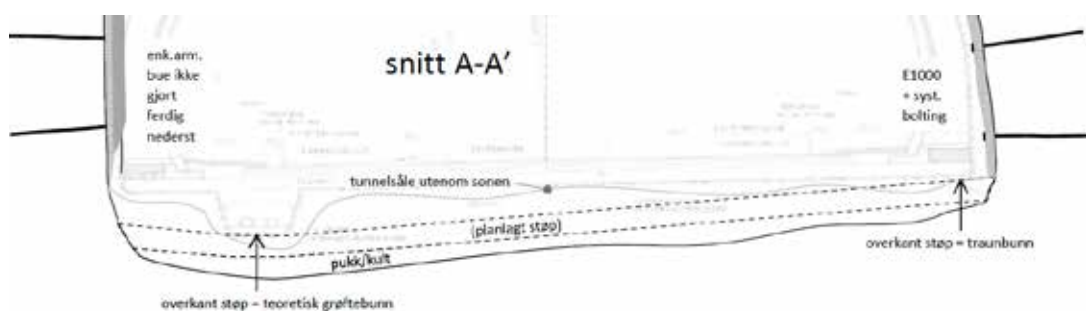 enk.arm.
bue ikke
gjort
ferdig
nederst
snitt A-A'
E1000
+ syst.
bolting
tunnelsåle utenom sonen
(planlagt støp)
pukk/kult
overkant støp = traunbunn
overkant støp – teoretisk grøftebunn